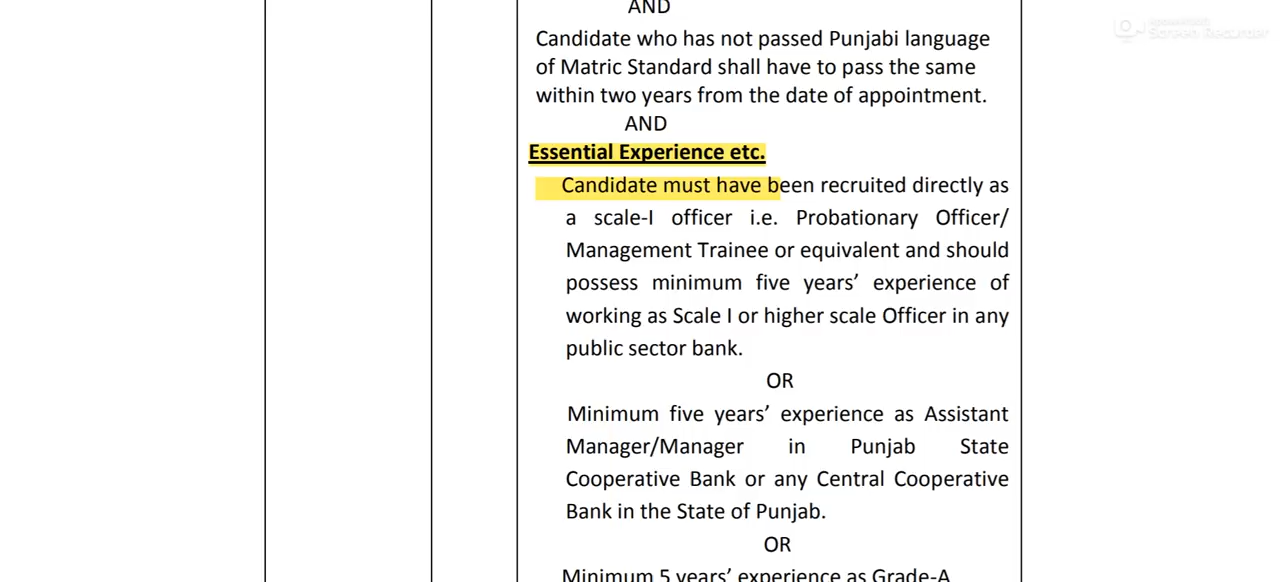 AND
Candidate who has not passed Punjabi language
of Matric Standard shall have to pass the same
within two years from the date of appointment.
AND
Essential Experience etc.
Candidate must have been recruited directly as
a scale-I officer i.e. Probationary Officer/
Management Trainee or equivalent and should
possess minimum five years’ experience of
working as Scale I or higher scale Officer in any
public sector bank.
OR
Minimum five years’ experience as Assistant
Manager/Manager in Punjab State
Cooperative Bank or any Central Cooperative
Bank in the State of Punjab.
OR
Minimum 5 years’ experience as Grade-A
Screen Recorder